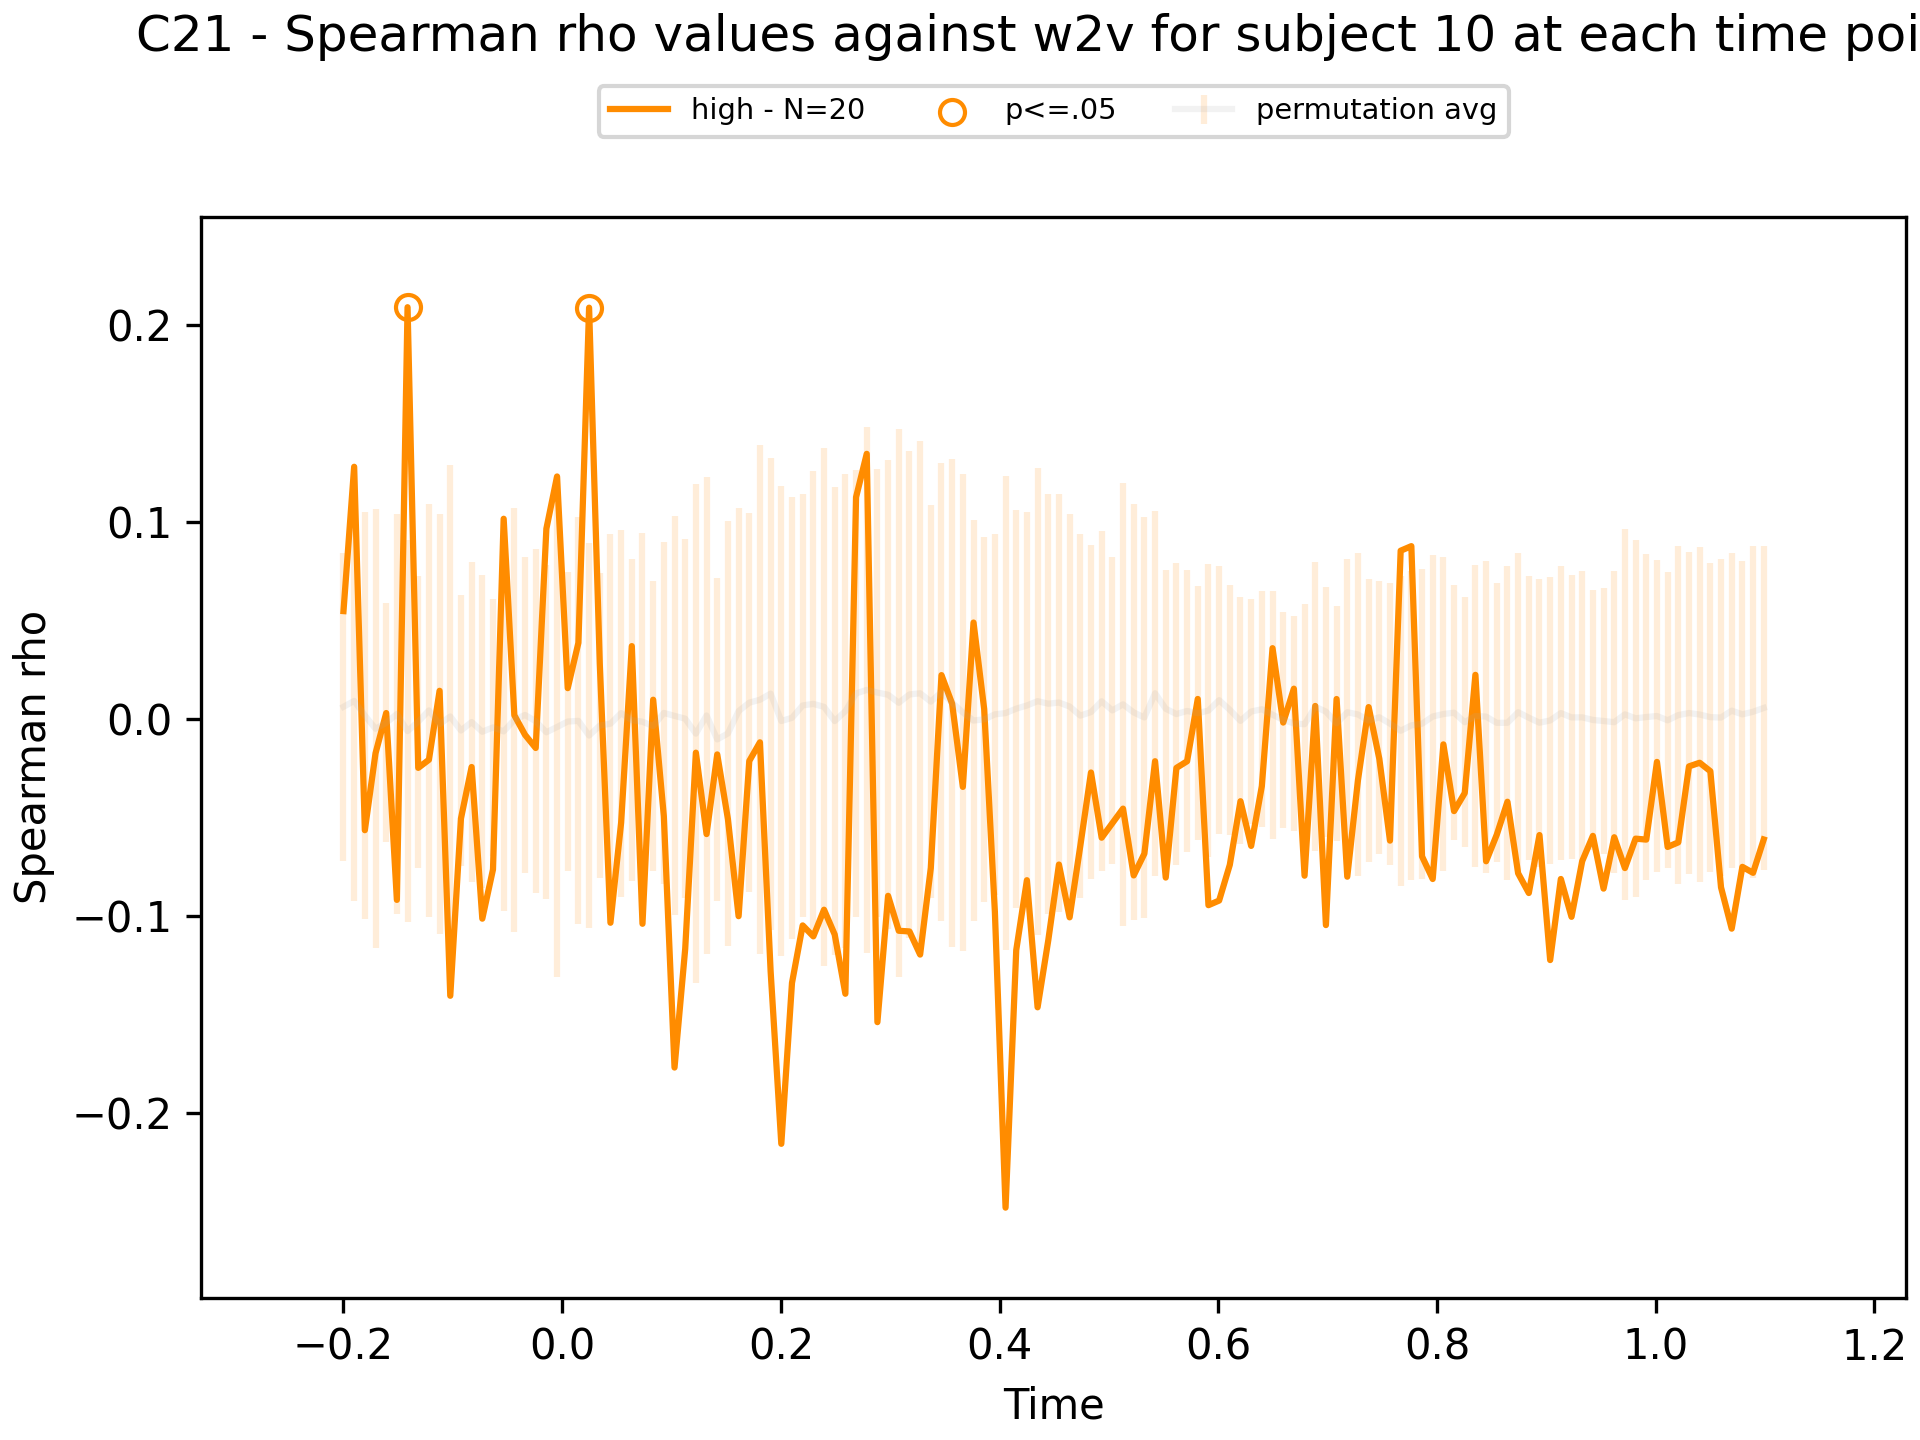 C21 - Spearman rho values against w2v for subject 10 at each time poi
high - N=20 p<=.05 permutation avg
0.2
0.1
0.0
−0.1
−0.2
Spearman rho
−0.2 0.0 0.2 0.4 0.6 0.8 1.0 1.2
Time